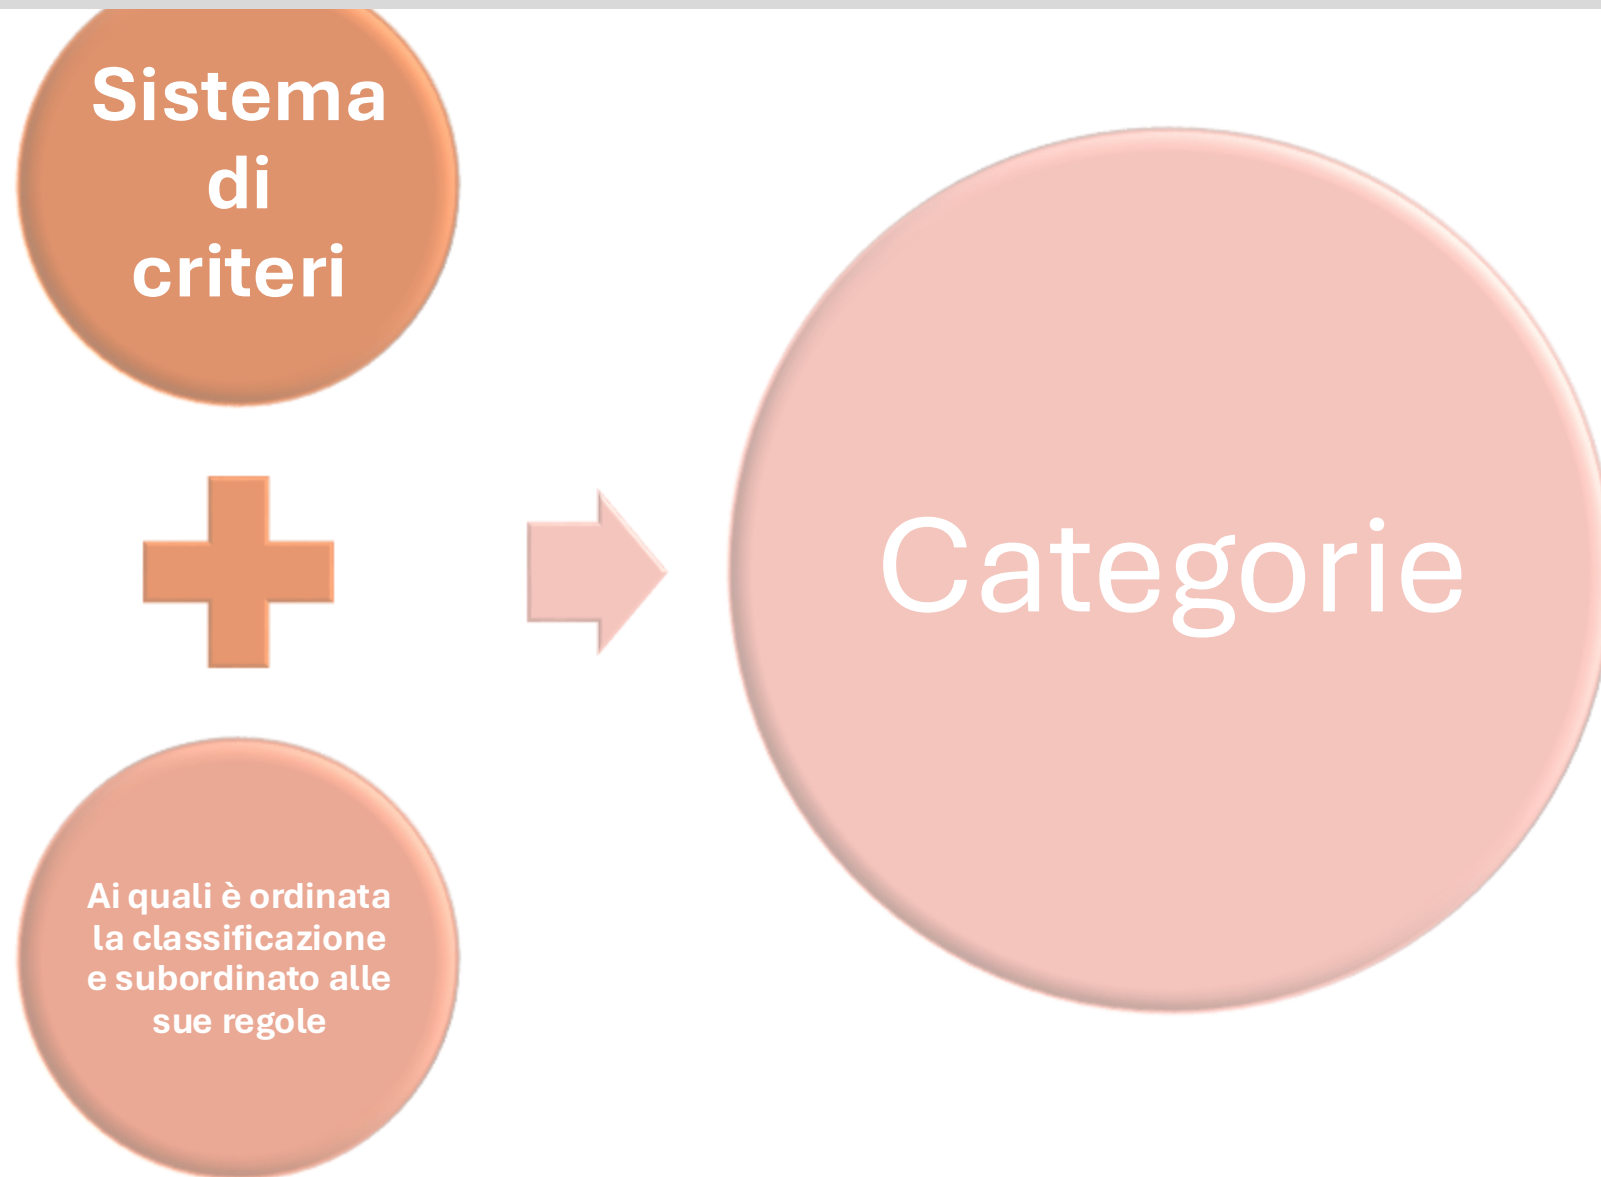 Sistema
di
criteri
Ai quali è ordinata
la classificazione
e subordinato alle
sue regole
Categorie